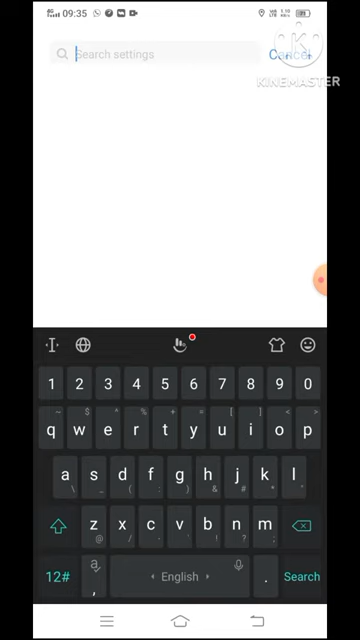 4G 09:35
Search settings
Cancel
KINEMASTER
1 2 3 4 5 6 7 8 9 0
q w e r t y u i o p
a s d f g h j k l
z x c v b n m
12# , English . Search